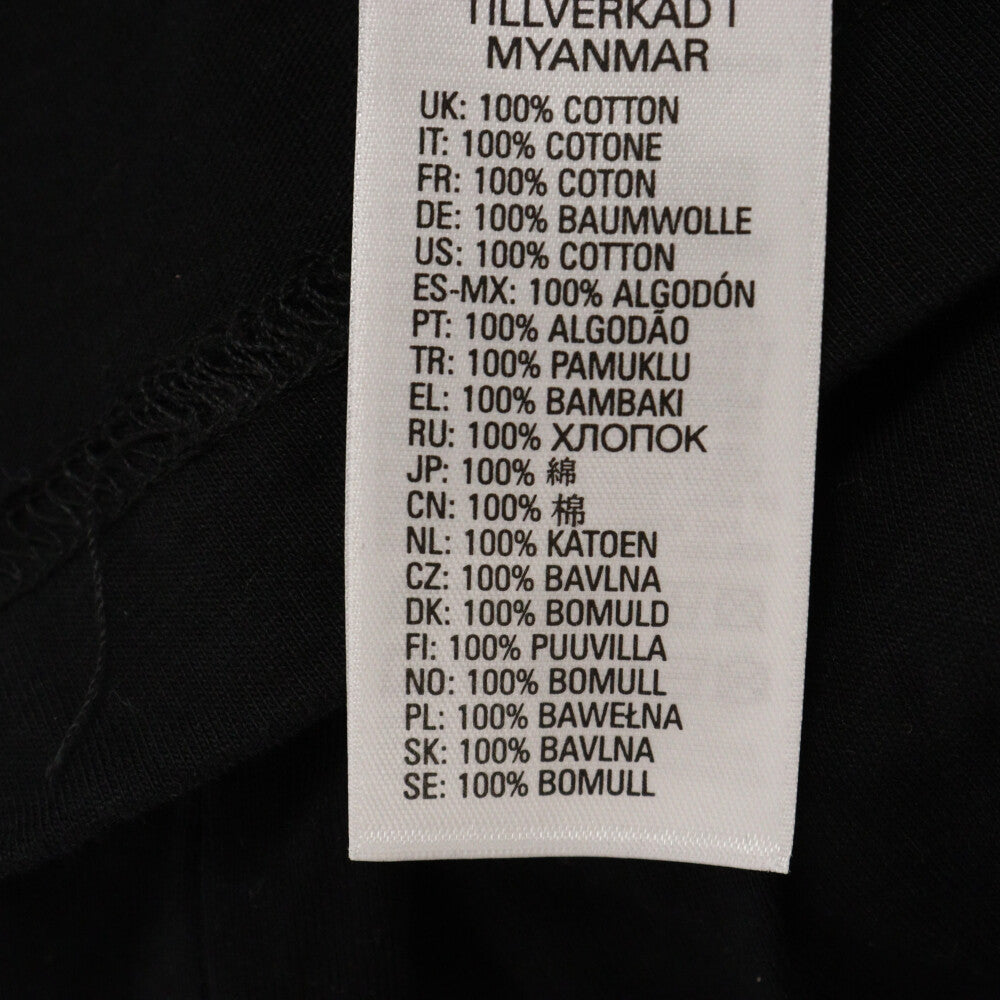 TILLVERKAD I
MYANMAR
UK: 100% COTTON
IT: 100% COTONE
FR: 100% COTON
DE: 100% BAUMWOLLE
US: 100% COTTON
ES-MX: 100% ALGODÓN
PT: 100% ALGODÃO
TR: 100% PAMUKLU
EL: 100% BAMBAKI
RU: 100% ХЛОПОК
JP: 100% 綿
CN: 100% 棉
NL: 100% KATOEN
CZ: 100% BAVLNA
DK: 100% BOMULD
FI: 100% PUUVILLA
NO: 100% BOMULL
PL: 100% BAWEŁNA
SK: 100% BAVLNA
SE: 100% BOMULL